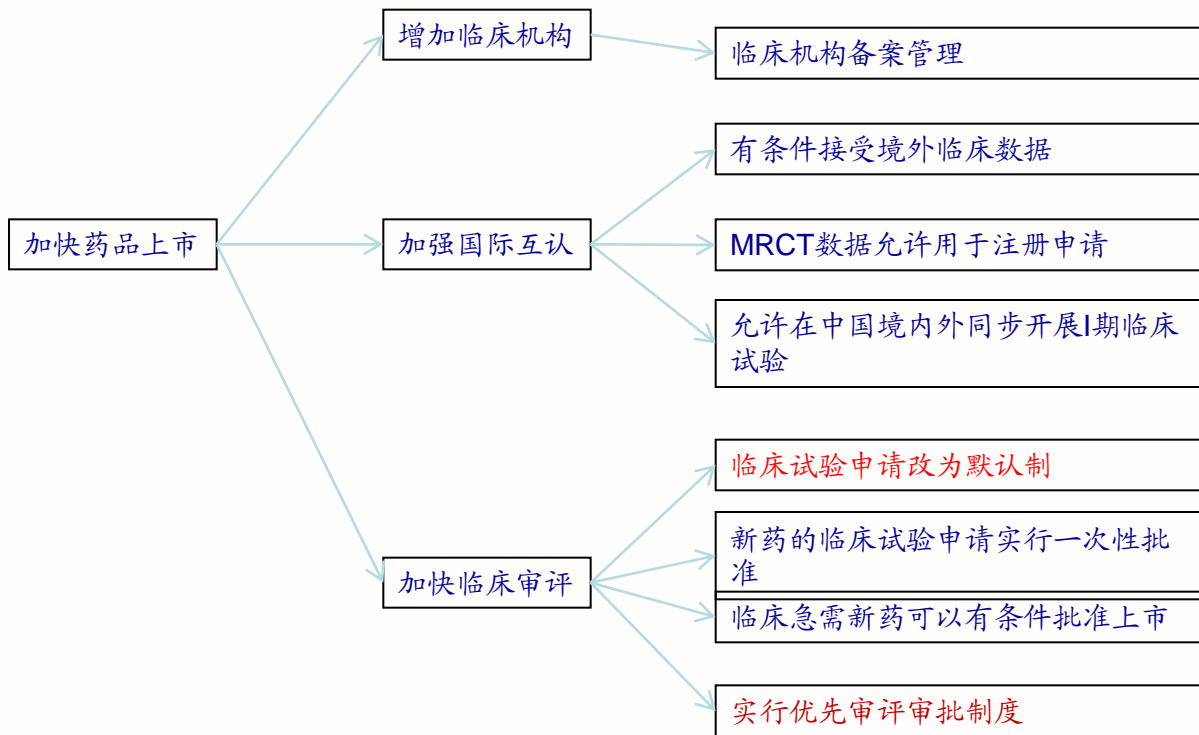 增加临床机构
临床机构备案管理
有条件接受境外临床数据
加快药品上市
加强国际互认
MRCT数据允许用于注册申请
允许在中国境内外同步开展I期临床
试验
临床试验申请改为默认制
新药的临床试验申请实行一次性批
准
加快临床审评
临床急需新药可以有条件批准上市
实行优先审评审批制度